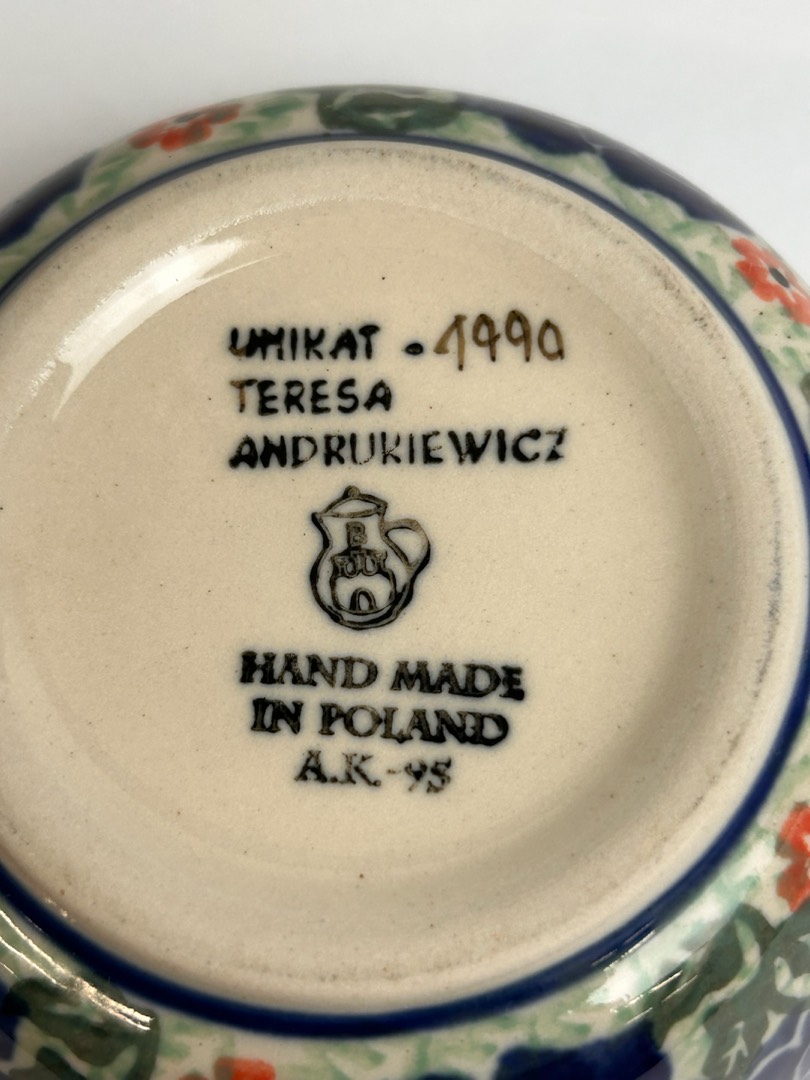 UNIKAT • 1990
TERESA
ANDRUKIEWICZ
B
HAND MADE
IN POLAND
A.K.-95